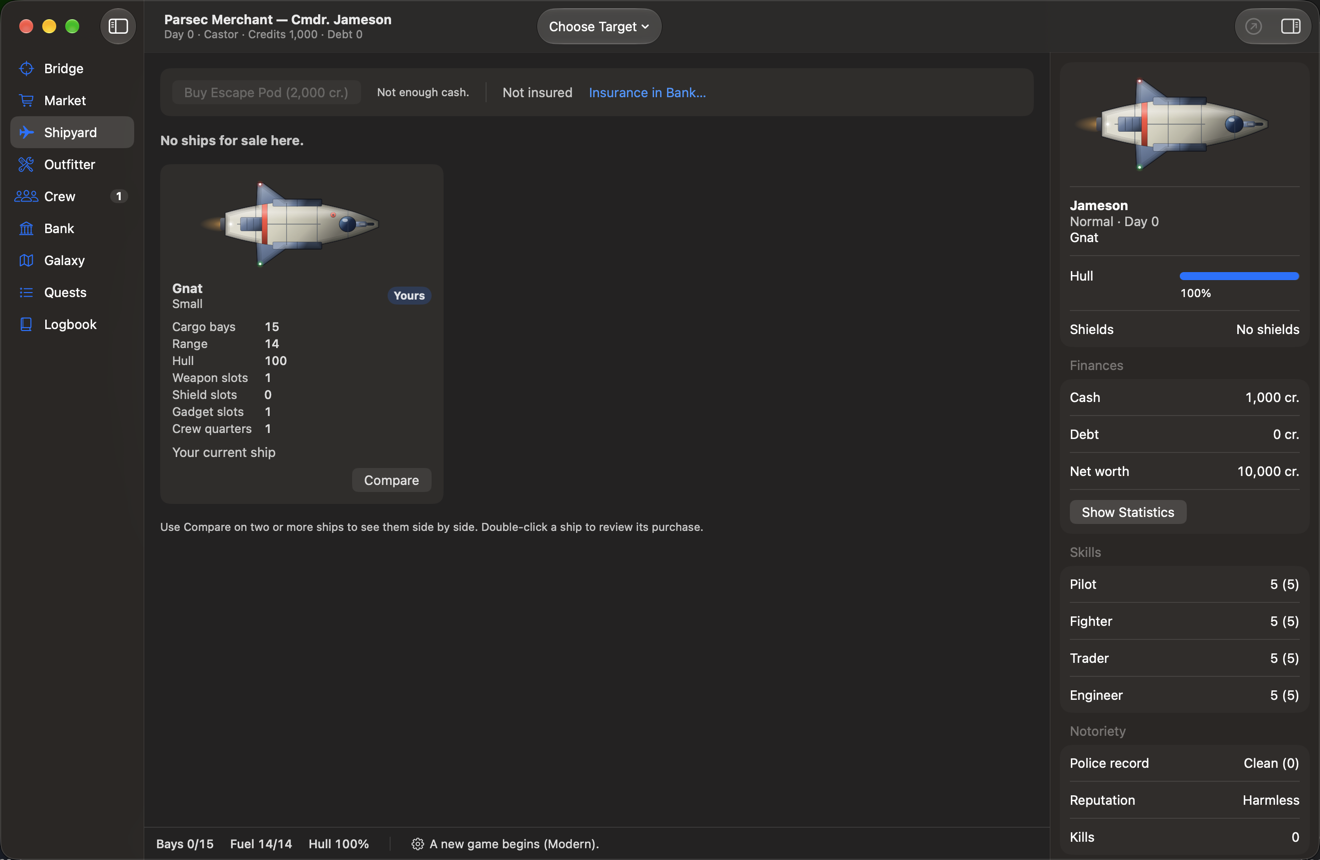 Parsec Merchant — Cmdr. Jameson
Day 0 · Castor · Credits 1,000 · Debt 0
Choose Target
Bridge
Market
Shipyard
Outfitter
Crew 1
Bank
Galaxy
Quests
Logbook
Buy Escape Pod (2,000 cr.) Not enough cash. Not insured Insurance in Bank...
No ships for sale here.
Gnat
Small
Yours
Cargo bays 15
Range 14
Hull 100
Weapon slots 1
Shield slots 0
Gadget slots 1
Crew quarters 1
Your current ship
Compare
Use Compare on two or more ships to see them side by side. Double-click a ship to review its purchase.
Jameson
Normal · Day 0
Gnat
Hull
100%
Shields No shields
Finances
Cash 1,000 cr.
Debt 0 cr.
Net worth 10,000 cr.
Show Statistics
Skills
Pilot 5 (5)
Fighter 5 (5)
Trader 5 (5)
Engineer 5 (5)
Notoriety
Police record Clean (0)
Reputation Harmless
Kills 0
Bays 0/15 Fuel 14/14 Hull 100% A new game begins (Modern).